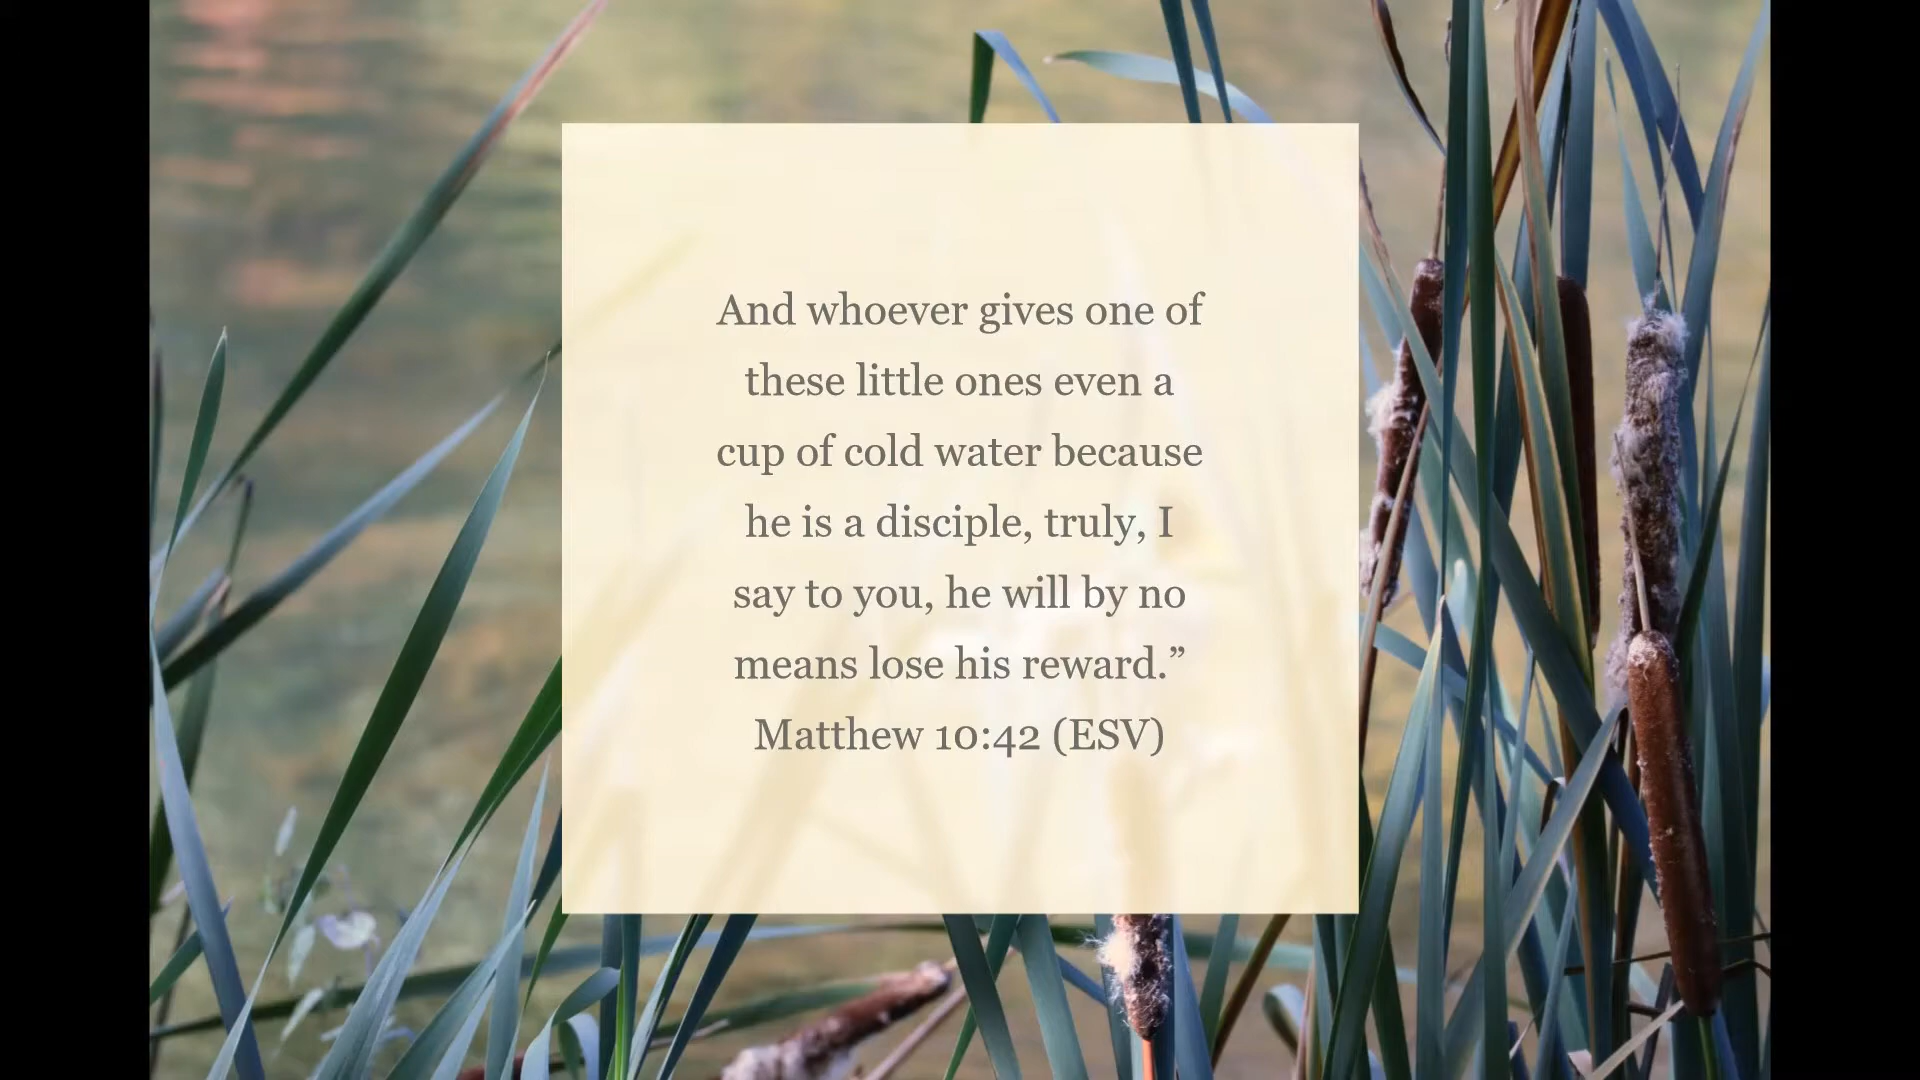 And whoever gives one of
these little ones even a
cup of cold water because
he is a disciple, truly, I
say to you, he will by no
means lose his reward.”
Matthew 10:42 (ESV)